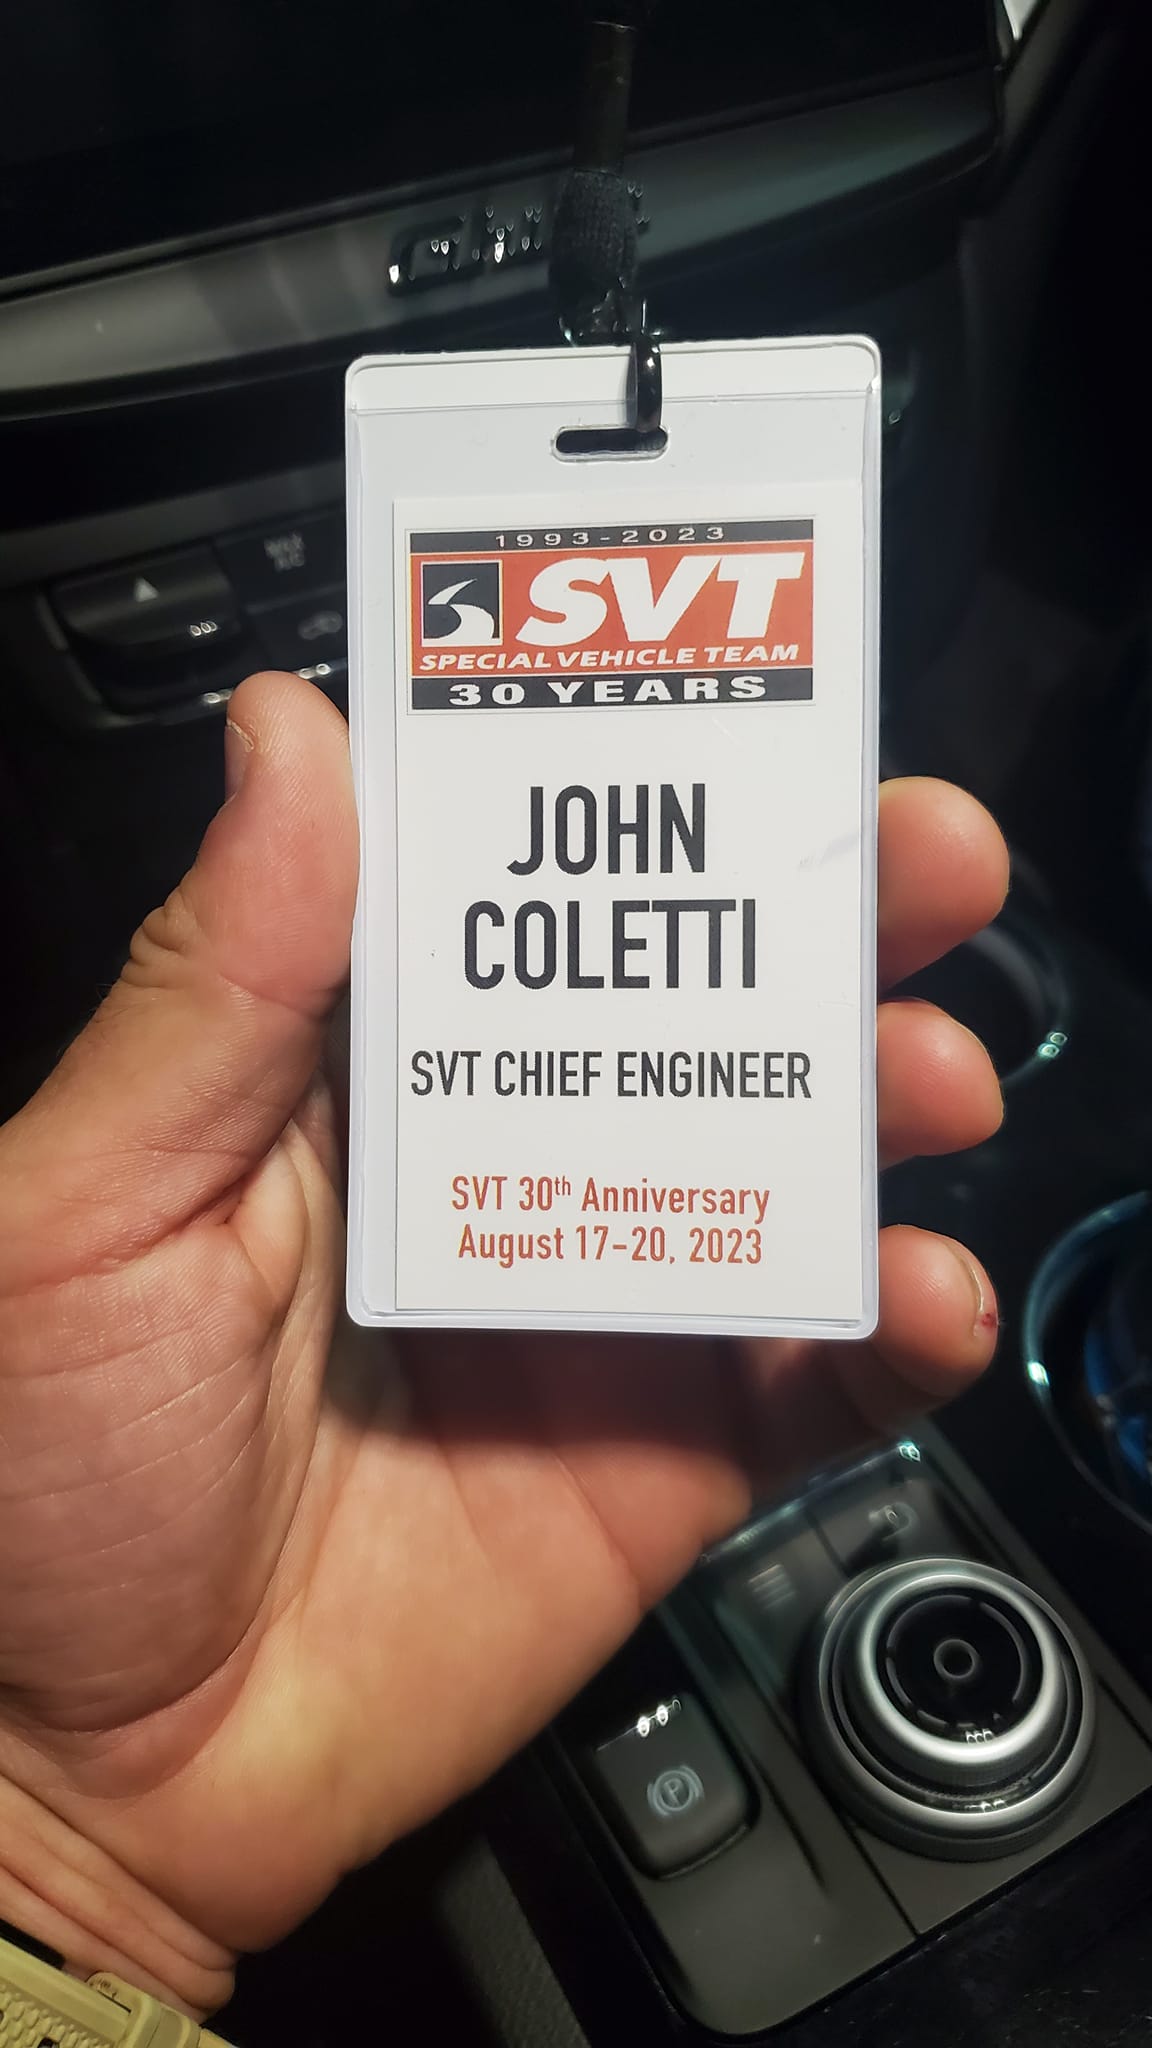 1993-2023
SVT
SPECIAL VEHICLE TEAM
30 YEARS
JOHN
COLETTI
SVT CHIEF ENGINEER
SVT 30th Anniversary
August 17-20, 2023
P